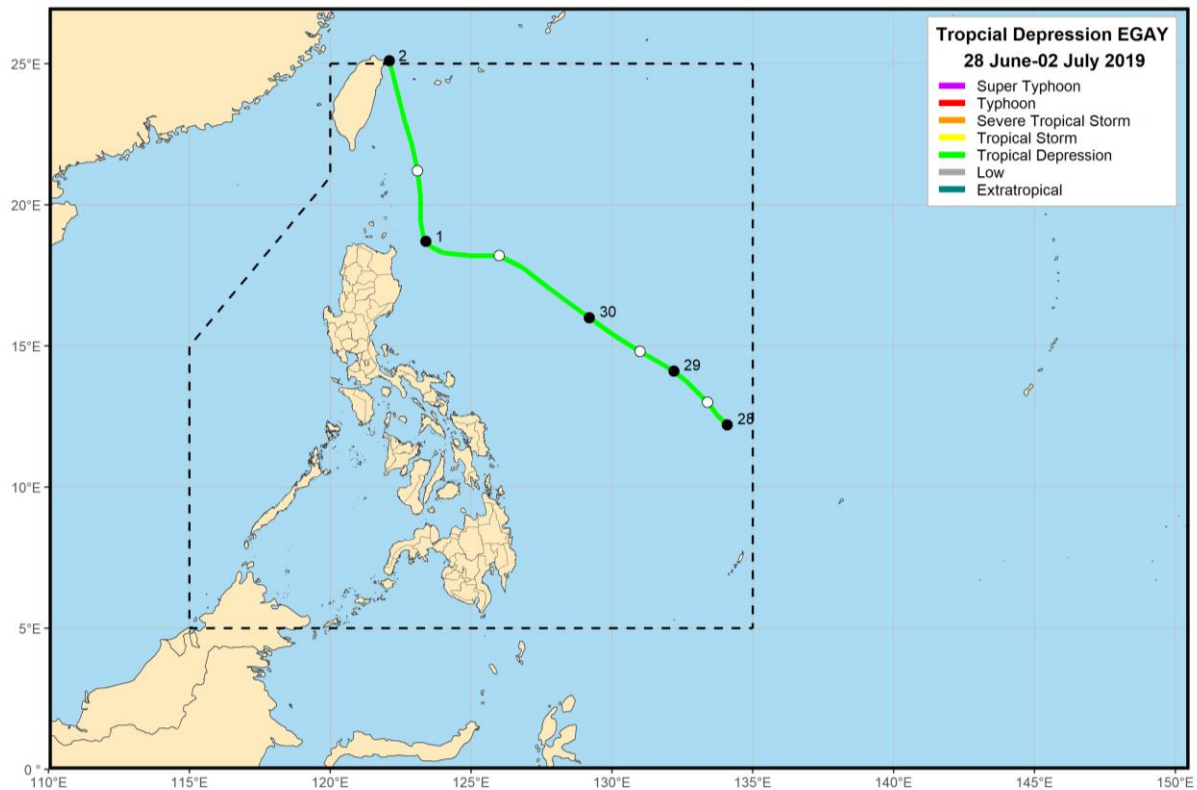 Tropcial Depression EGAY
28 June-02 July 2019
Super Typhoon
Typhoon
Severe Tropical Storm
Tropical Storm
Tropical Depression
Low
Extratropical
2
25°E
20°E
1
30
15°E
29
28
10°E
5°E
0 °
110°E 115°E 120°E 125°E 130°E 135°E 140°E 145°E 150°E